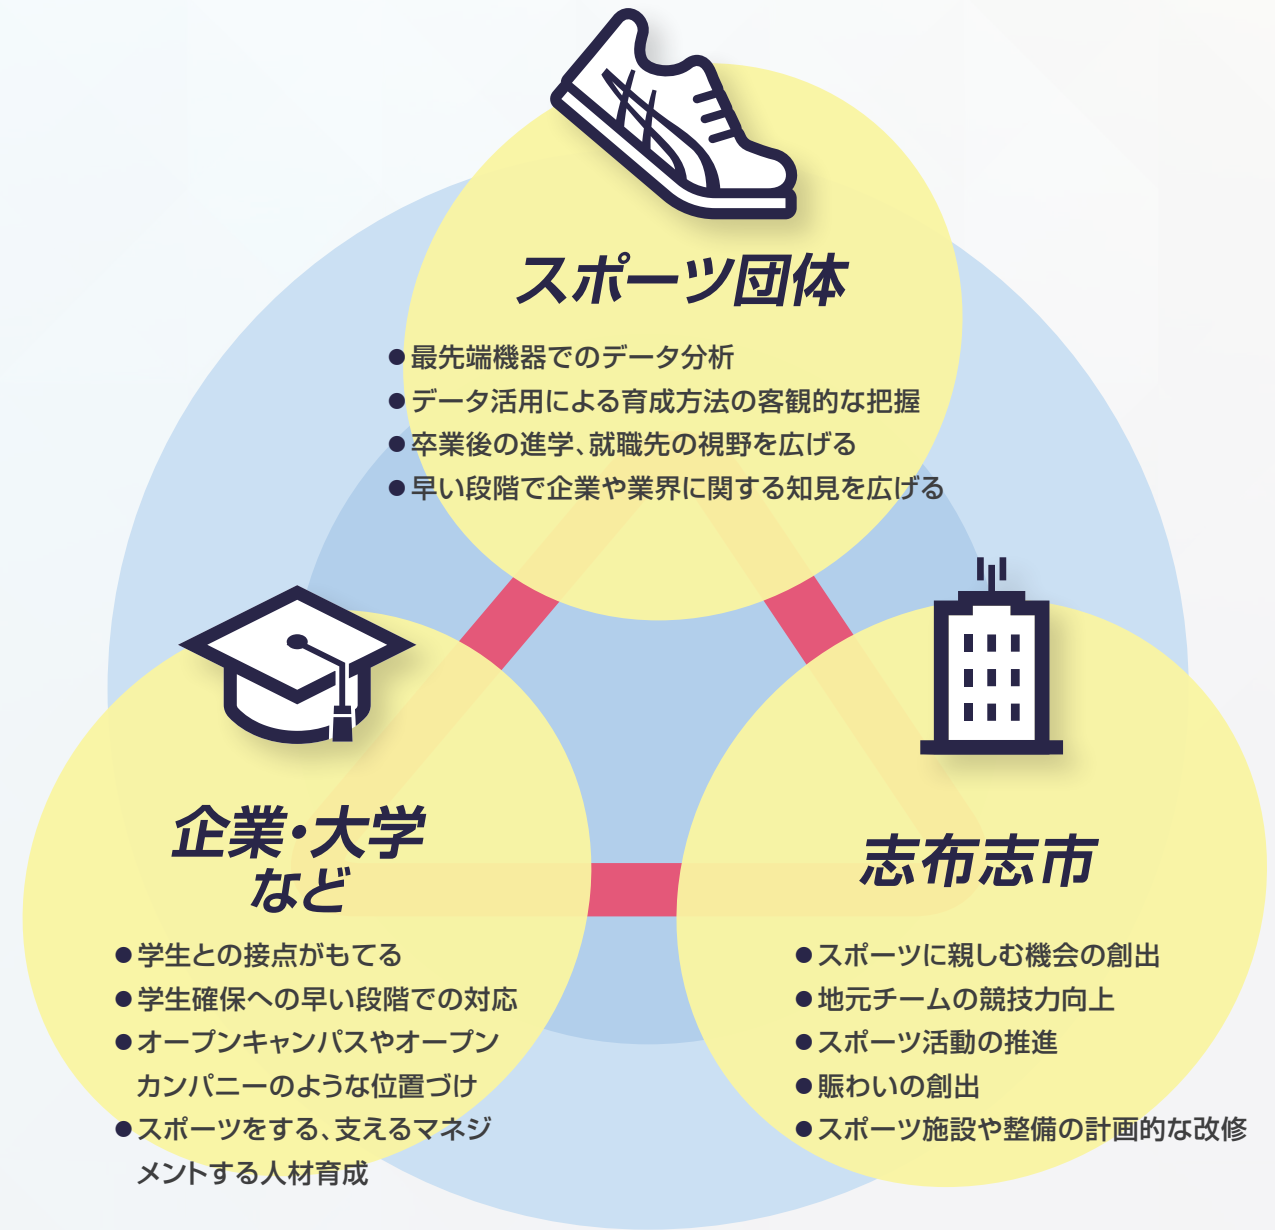 スポーツ団体
●最先端機器でのデータ分析
●データ活用による育成方法の客観的な把握
●卒業後の進学、就職先の視野を広げる
●早い段階で企業や業界に関する知見を広げる
企業・大学
など
●学生との接点がもてる
●学生確保への早い段階での対応
●オープンキャンパスやオープン
カンパニーのような位置づけ
●スポーツをする、支えるマネジ
メントする人材育成
志布志市
●スポーツに親しむ機会の創出
●地元チームの競技力向上
●スポーツ活動の推進
●賑わいの創出
●スポーツ施設や整備の計画的な改修